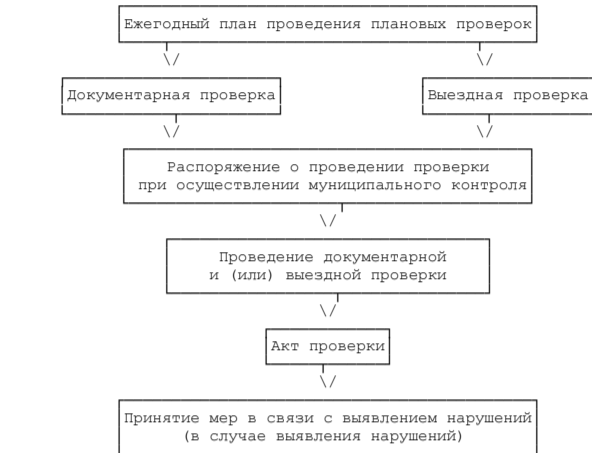 Ежегодный план проведения плановых проверок
\/ \/
Документарная проверка Выездная проверка
\/ \/
Распоряжение о проведении проверки
при осуществлении муниципального контроля
\/
Проведение документарной
и (или) выездной проверки
\/
Акт проверки
\/
Принятие мер в связи с выявлением нарушений
(в случае выявления нарушений)